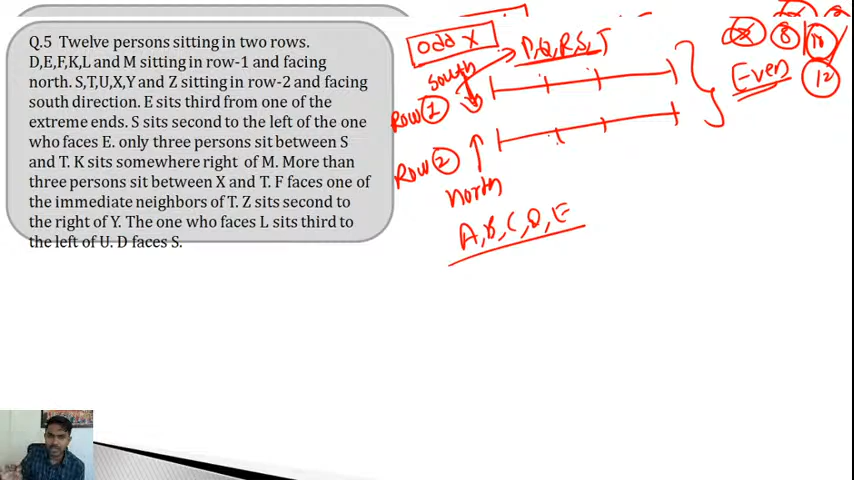 Q.5 Twelve persons sitting in two rows.
D,E,F,K,L and M sitting in row-1 and facing
north. S,T,U,X,Y and Z sitting in row-2 and facing
south direction. E sits third from one of the
extreme ends. S sits second to the left of the one
who faces E. only three persons sit between S
and T. K sits somewhere right of M. More than
three persons sit between X and T. F faces one of
the immediate neighbors of T. Z sits second to
the right of Y. The one who faces L sits third to
the left of U. D faces S.
odd X
P,Q,R,S,T
8
10
Even
12
South
Row 1
Row 2
North
A,B,C,D,E